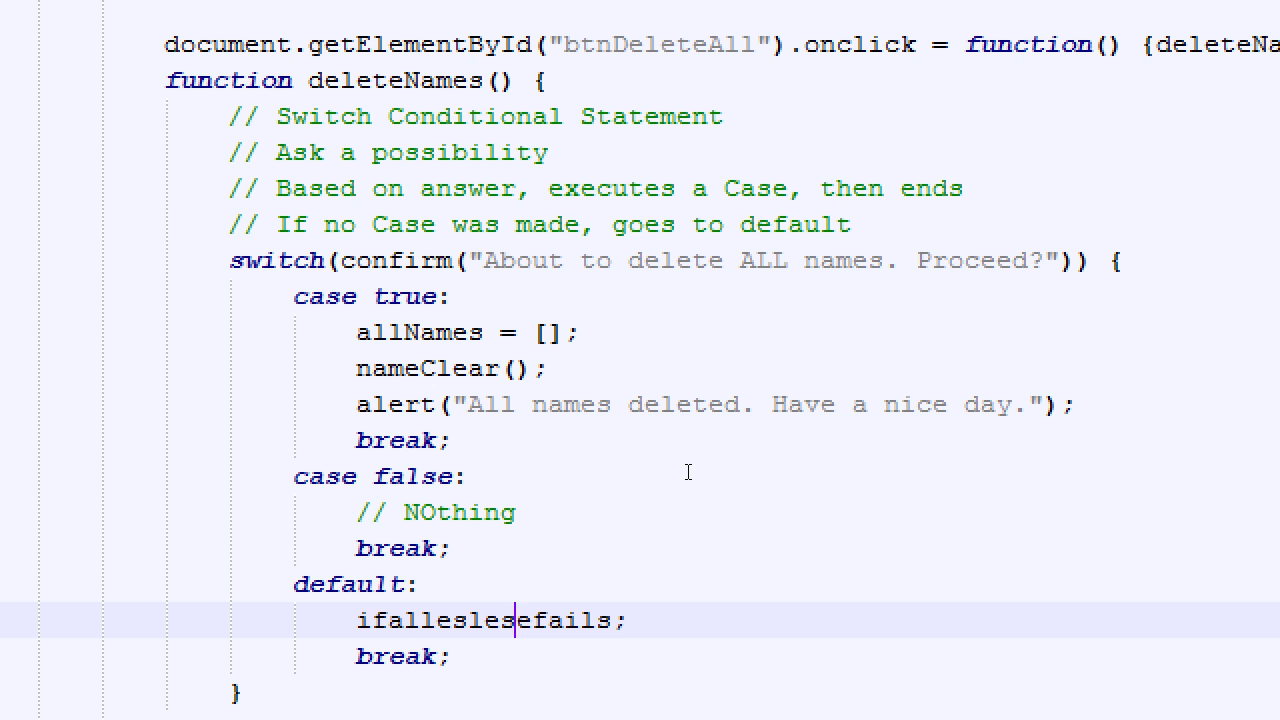 document.getElementById("btnDeleteAll").onclick = function() {deleteNa
function deleteNames() {
// Switch Conditional Statement
// Ask a possibility
// Based on answer, executes a Case, then ends
// If no Case was made, goes to default
switch(confirm("About to delete ALL names. Proceed?")) {
case true:
allNames = [];
nameClear();
alert("All names deleted. Have a nice day.");
break;
case false:
// NOthing
break;
default:
ifalleslesefails;
break;
}